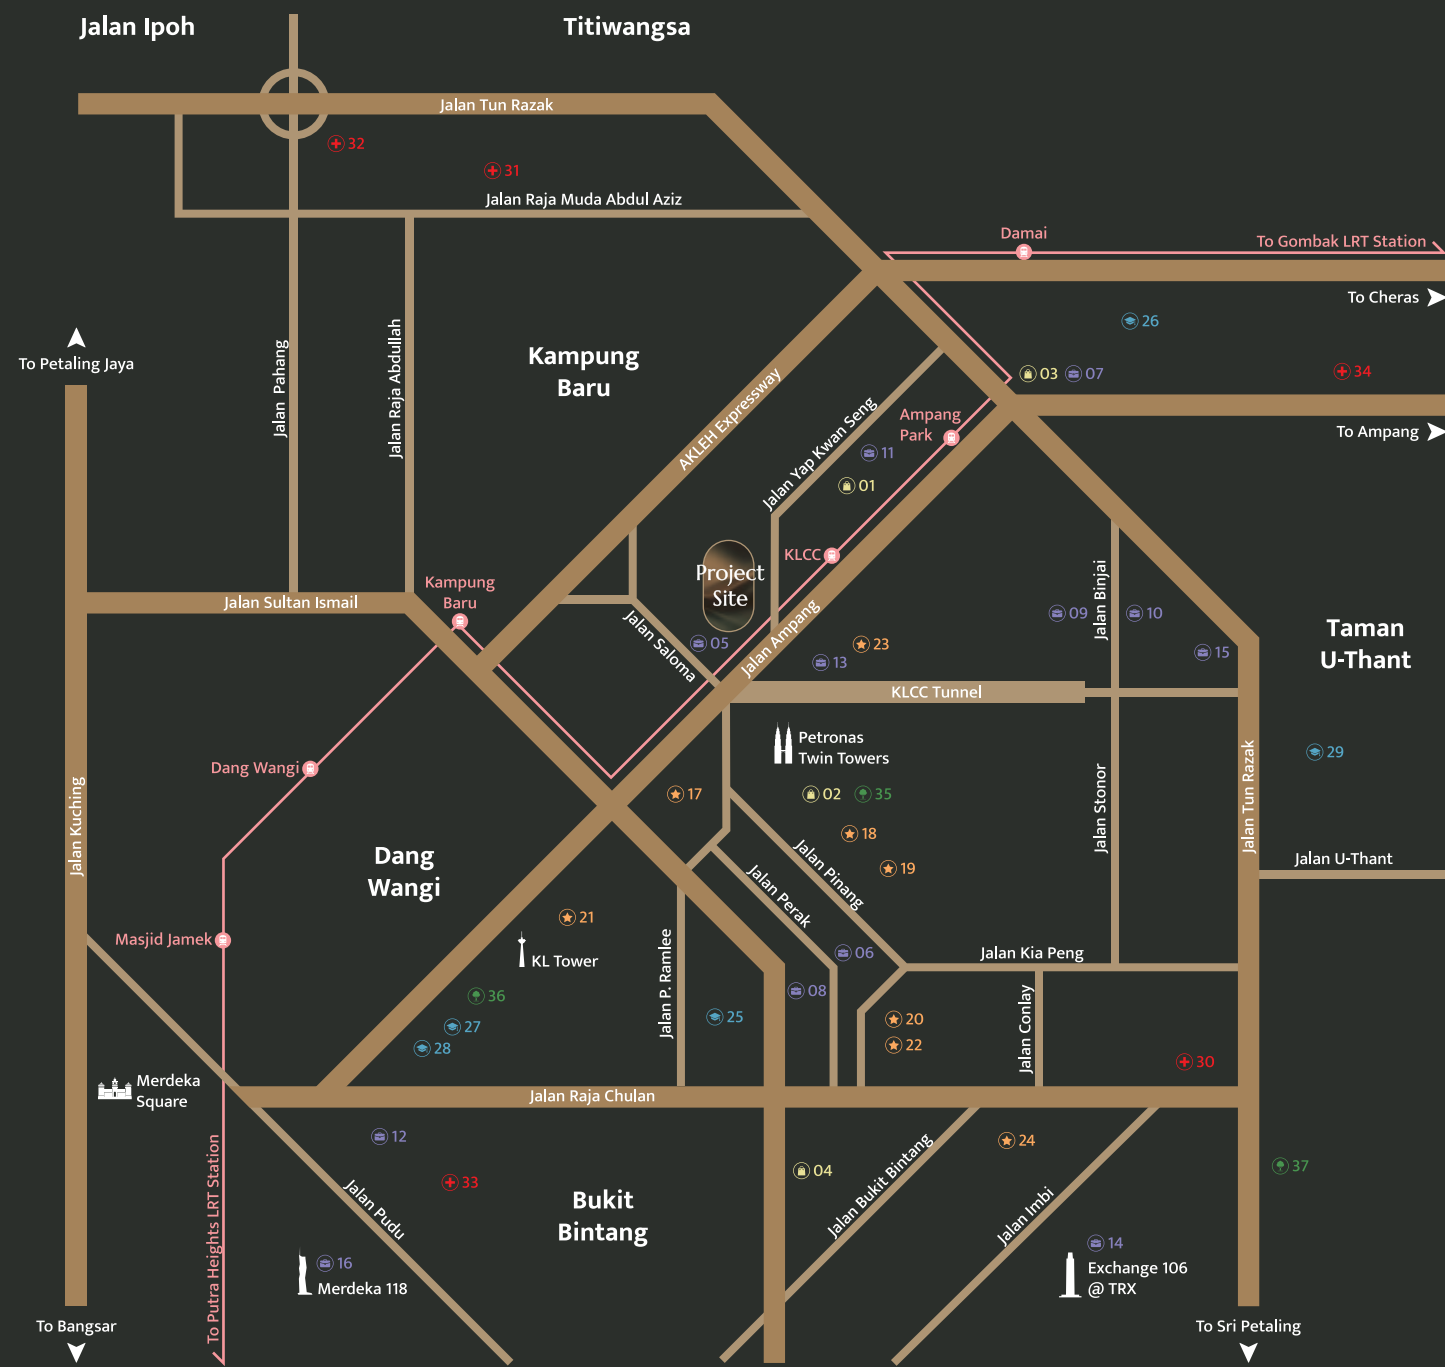 Jalan Ipoh
Titiwangsa
Jalan Tun Razak
32
31
Jalan Raja Muda Abdul Aziz
Damai
To Gombak LRT Station
To Cheras
26
To Petaling Jaya
Jalan Pahang
Jalan Raja Abdullah
Kampung
Baru
AKLEH Expressway
03
07
34
Ampang
Park
To Ampang
Jalan Yap Kwan Seng
11
01
KLCC
Project
Site
Kampung
Baru
Jalan Sultan Ismail
Jalan Saloma
05
Jalan Ampang
13
23
09
Jalan Binjai
10
15
Taman
U-Thant
KLCC Tunnel
Petronas
Twin Towers
29
Dang Wangi
17
02
35
18
19
Jalan Kuching
Jalan Stonor
Jalan Tun Razak
Dang
Wangi
Jalan Pinang
Jalan Perak
Jalan U-Thant
21
KL Tower
Masjid Jamek
Jalan P. Ramlee
06
Jalan Kia Peng
36
08
27
25
28
20
22
Jalan Conlay
30
Merdeka
Square
Jalan Raja Chulan
12
33
Jalan Pudu
Bukit
Bintang
04
Jalan Bukit Bintang
24
Jalan Imbi
37
To Putra Heights LRT Station
16
Merdeka 118
14
Exchange 106
@ TRX
To Bangsar
To Sri Petaling